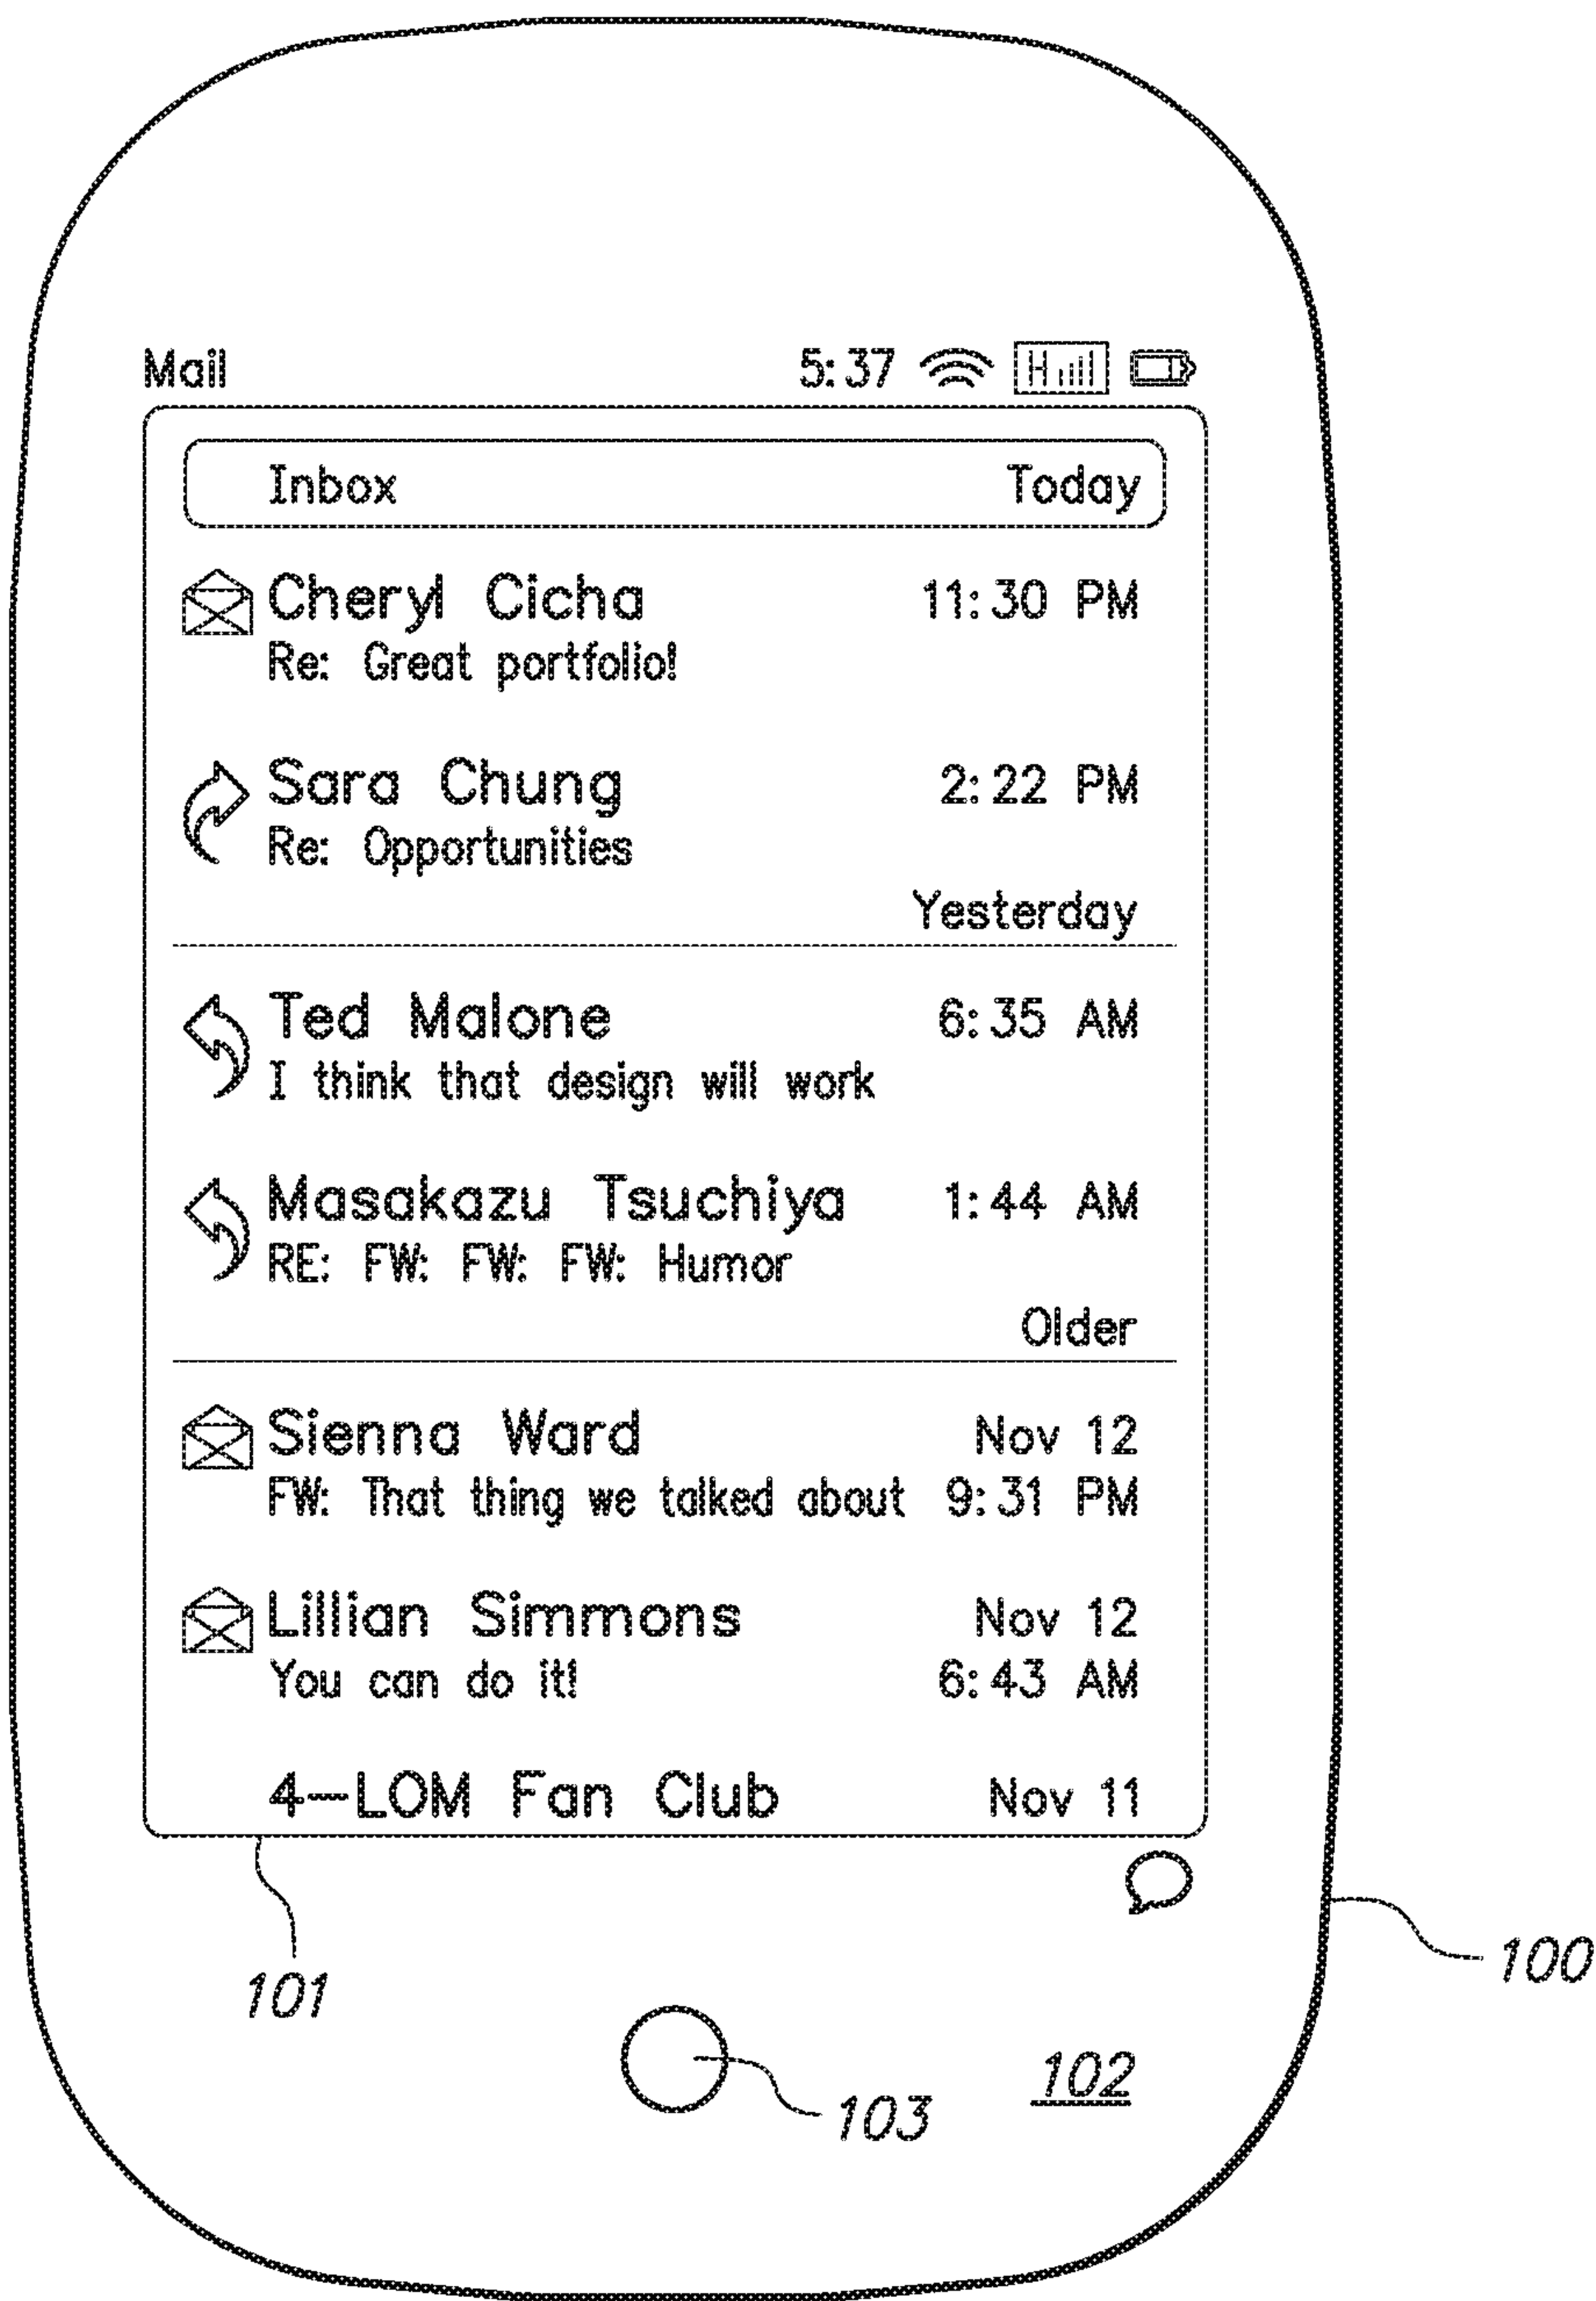 Mail 5:37 H
Inbox Today
Cheryl Cicha 11:30 PM
Re: Great portfolio!
Sara Chung 2:22 PM
Re: Opportunities
Yesterday
Ted Malone 6:35 AM
I think that design will work
Masakazu Tsuchiya 1:44 AM
RE: FW: FW: FW: Humor
Older
Sienna Ward Nov 12
FW: That thing we talked about 9:31 PM
Lillian Simmons Nov 12
You can do it! 6:43 AM
4-LOM Fan Club Nov 11
100
101
102
103